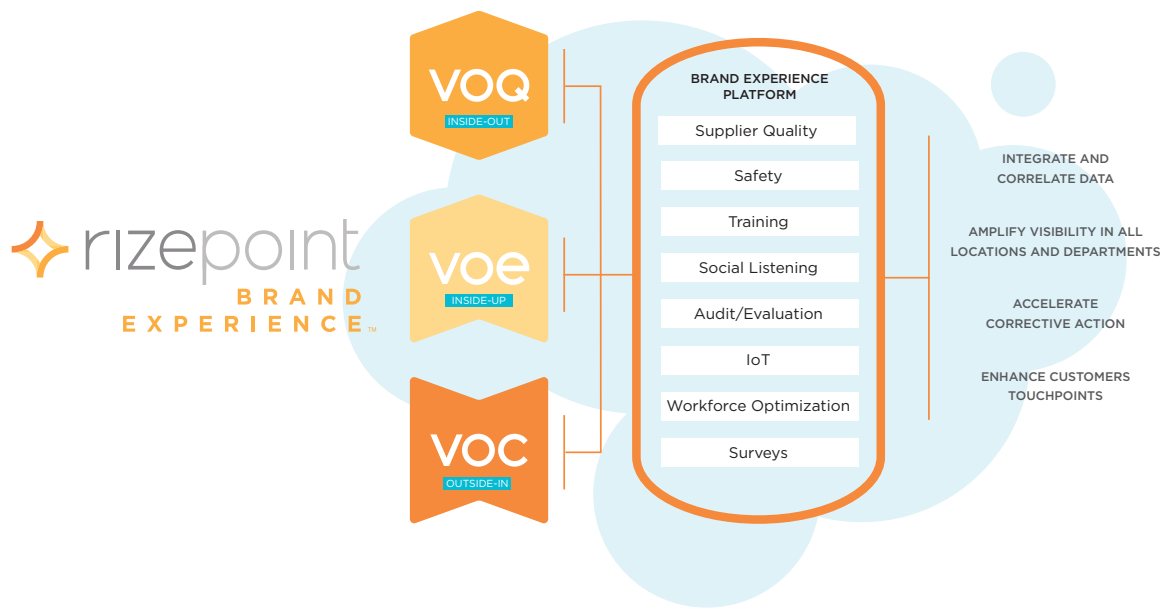 rizepoint
BRAND
EXPERIENCE™
VOQ
INSIDE-OUT
voe
INSIDE-UP
VOC
OUTSIDE-IN
BRAND EXPERIENCE
PLATFORM
Supplier Quality
Safety
Training
Social Listening
Audit/Evaluation
IoT
Workforce Optimization
Surveys
INTEGRATE AND
CORRELATE DATA
AMPLIFY VISIBILITY IN ALL
LOCATIONS AND DEPARTMENTS
ACCELERATE
CORRECTIVE ACTION
ENHANCE CUSTOMERS
TOUCHPOINTS